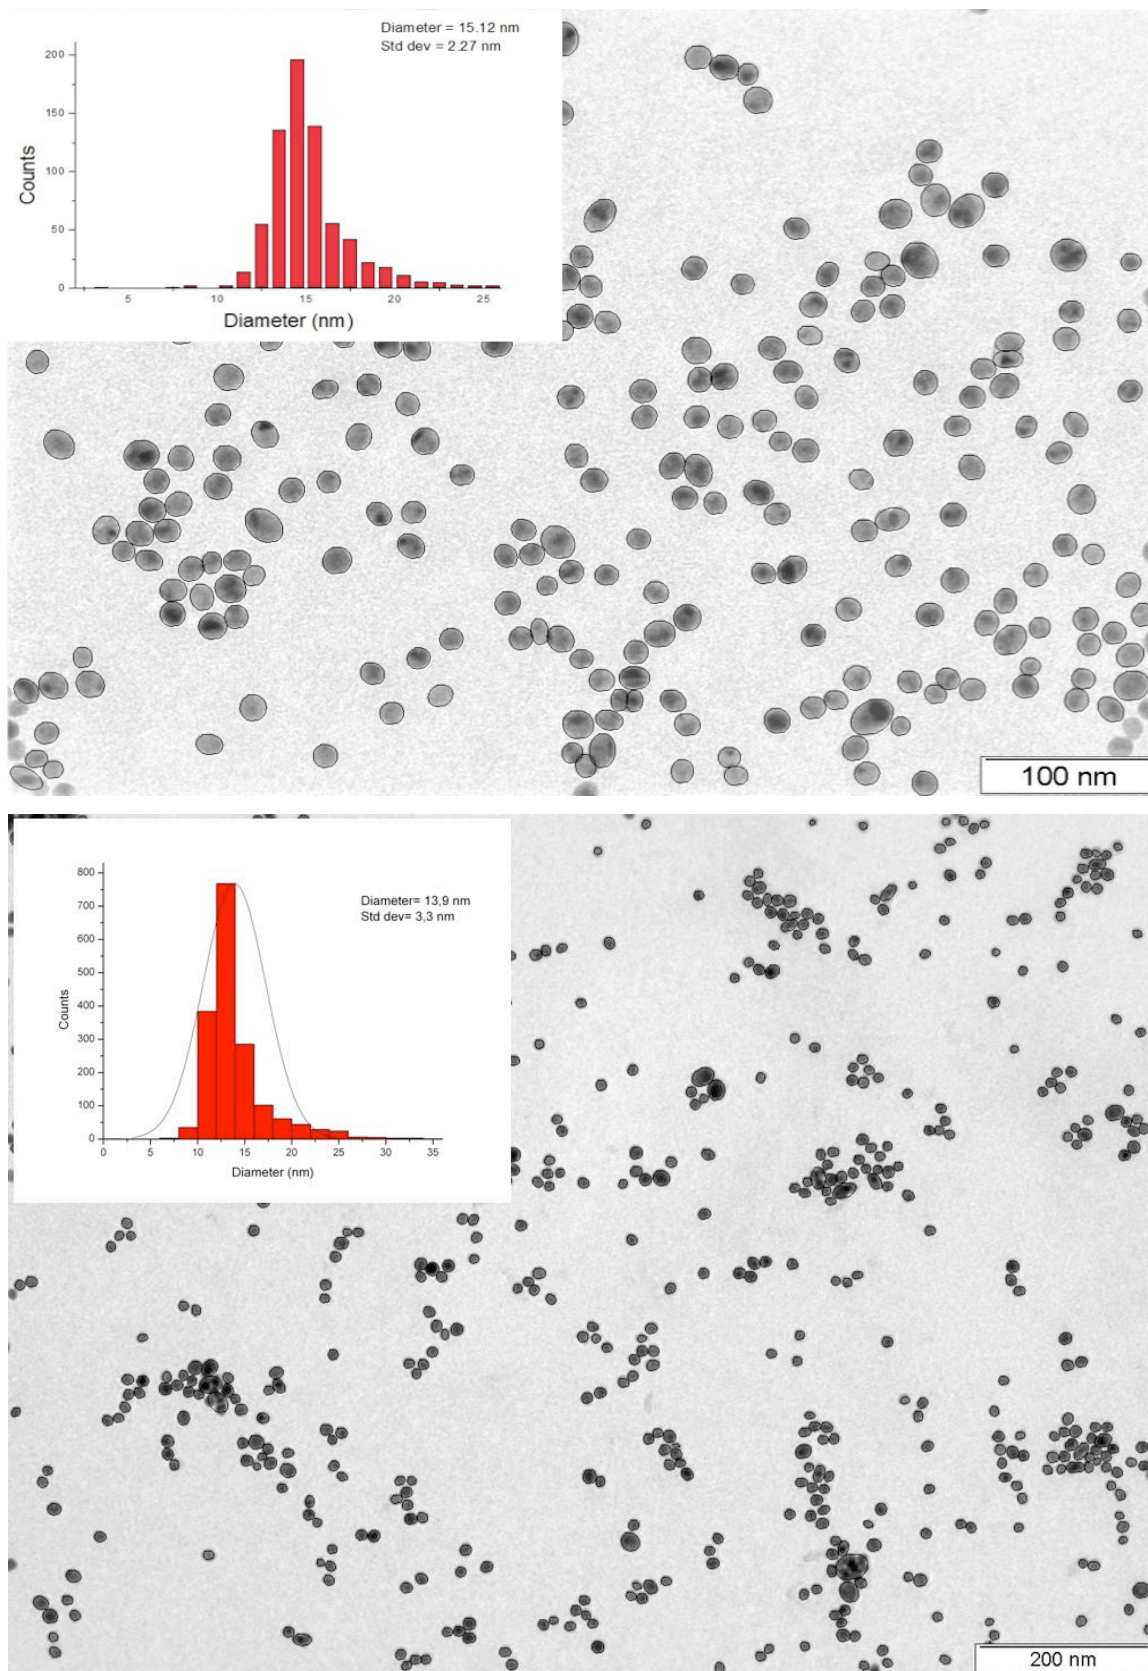 Diameter = 15.12 nm
Std dev = 2.27 nm
200
150
100
50
0
Counts
5
10
15
20
25
Diameter (nm)
100 nm
800
700
600
500
400
300
200
100
0
Counts
Diameter= 13,9 nm
Std dev= 3,3 nm
0
5
10
15
20
25
30
35
Diameter (nm)
200 nm